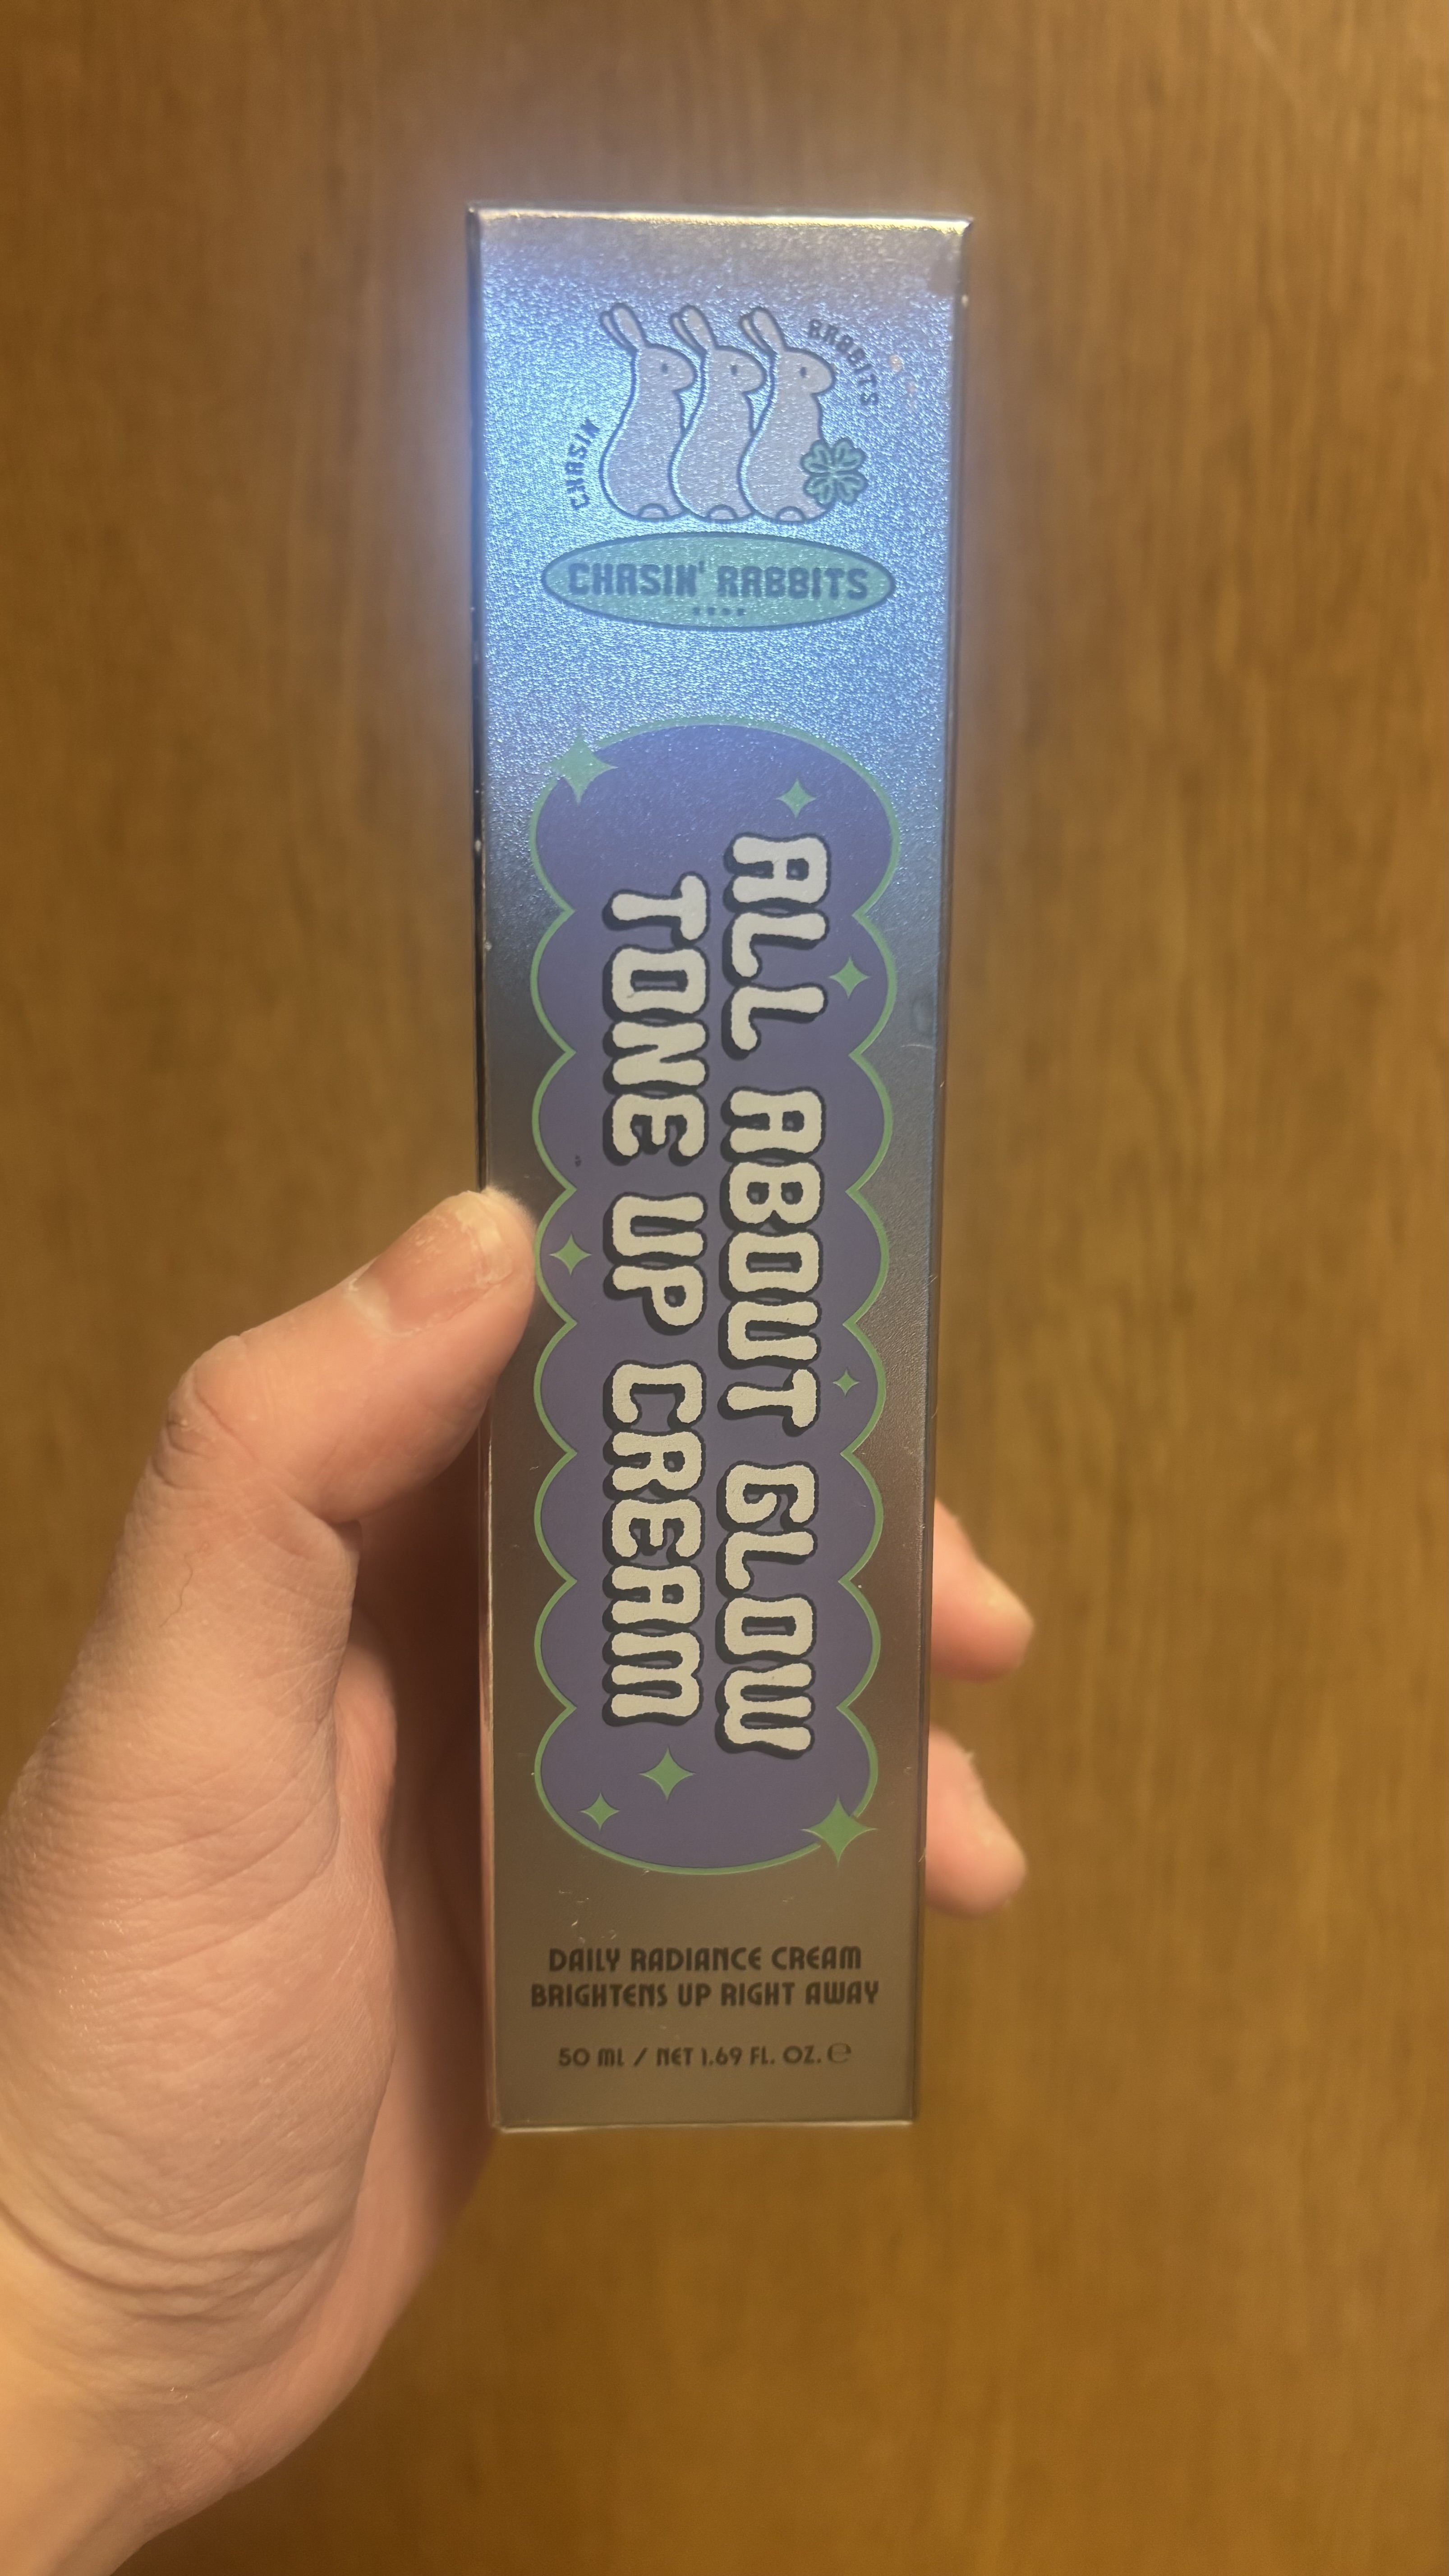 CHASIN
RABBITS
CHASIN' RABBITS
ALL ABOUT GLOW
TONE UP CREAM
DAILY RADIANCE CREAM
BRIGHTENS UP RIGHT AWAY
50 ML / NET 1.69 FL. OZ. ℮